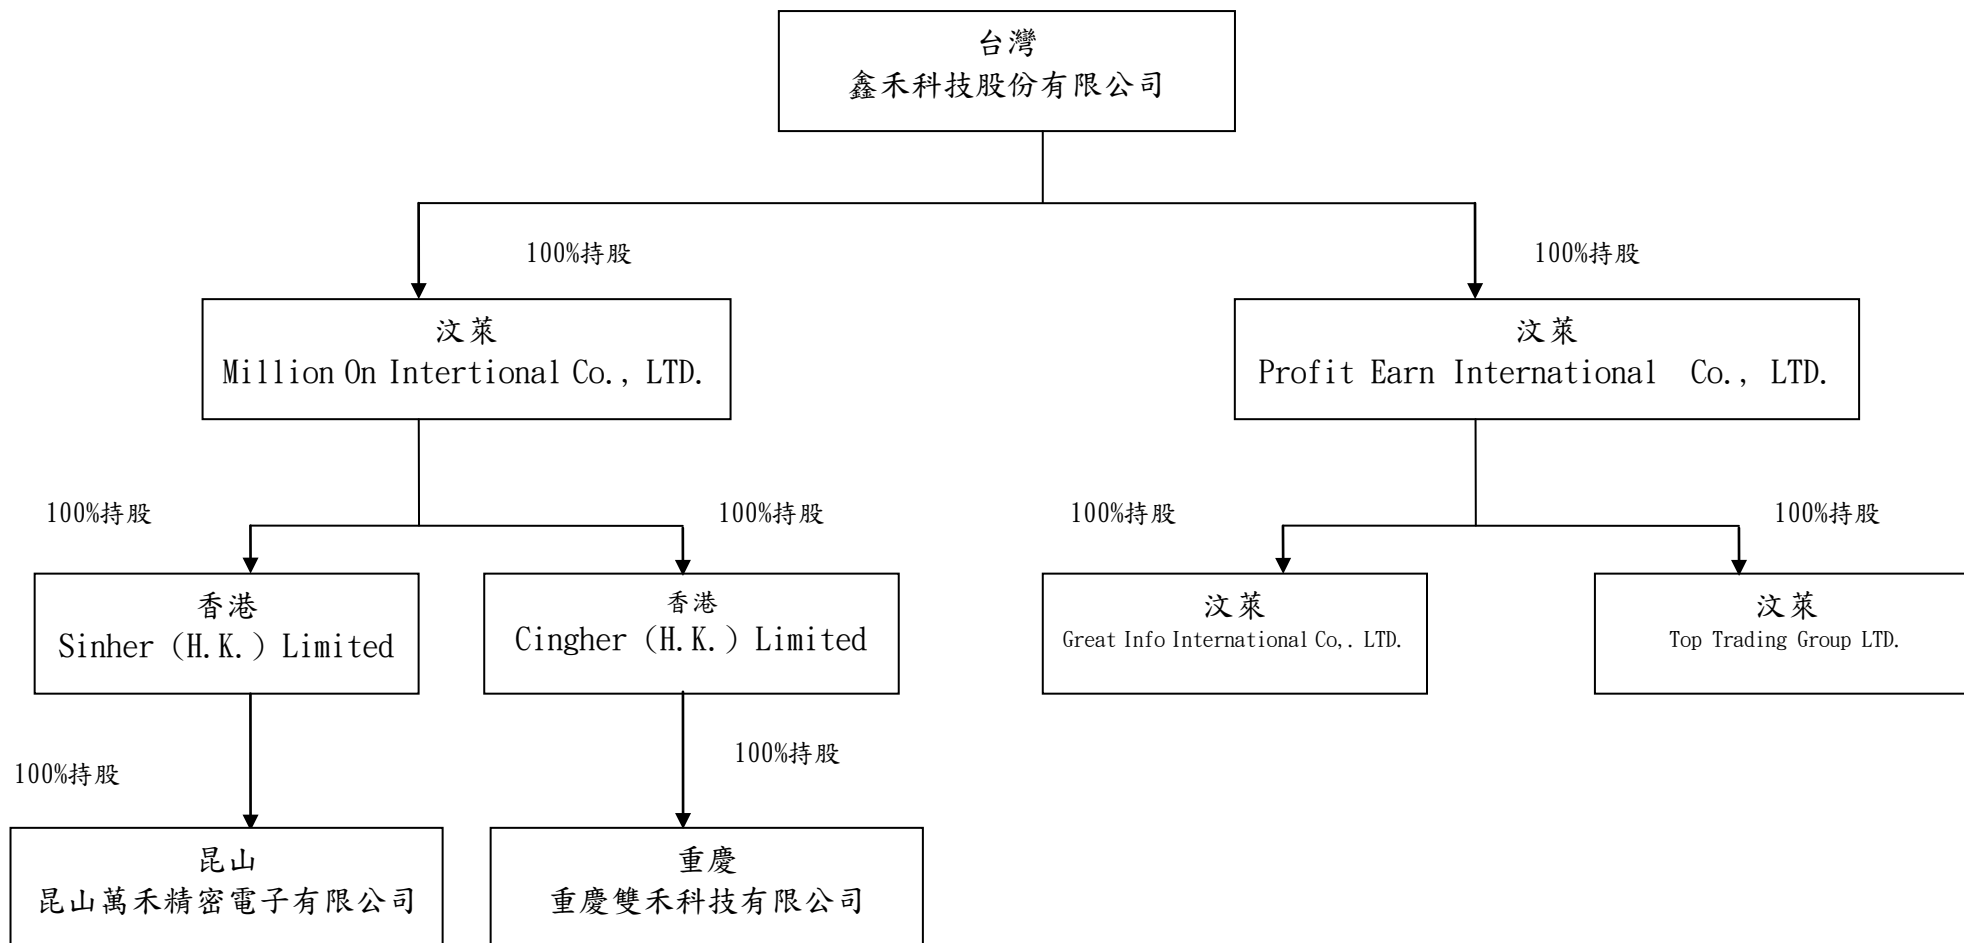 台灣
鑫禾科技股份有限公司
100%持股
100%持股
汶萊
Million On Intertional Co., LTD.
汶萊
Profit Earn International Co., LTD.
100%持股
100%持股
100%持股
100%持股
香港
Sinher (H.K.) Limited
香港
Cingher (H.K.) Limited
汶萊
Great Info International Co,. LTD.
汶萊
Top Trading Group LTD.
100%持股
100%持股
昆山
昆山萬禾精密電子有限公司
重慶
重慶雙禾科技有限公司